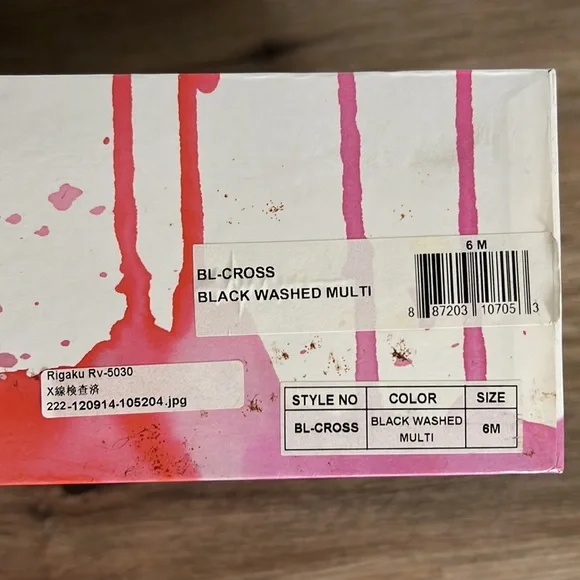 6 M
BL-CROSS
BLACK WASHED MULTI
8 87203 10705 3
Rigaku Rv-5030
X線検査済
222-120914-105204.jpg
STYLE NO COLOR SIZE
BL-CROSS BLACK WASHED MULTI 6M